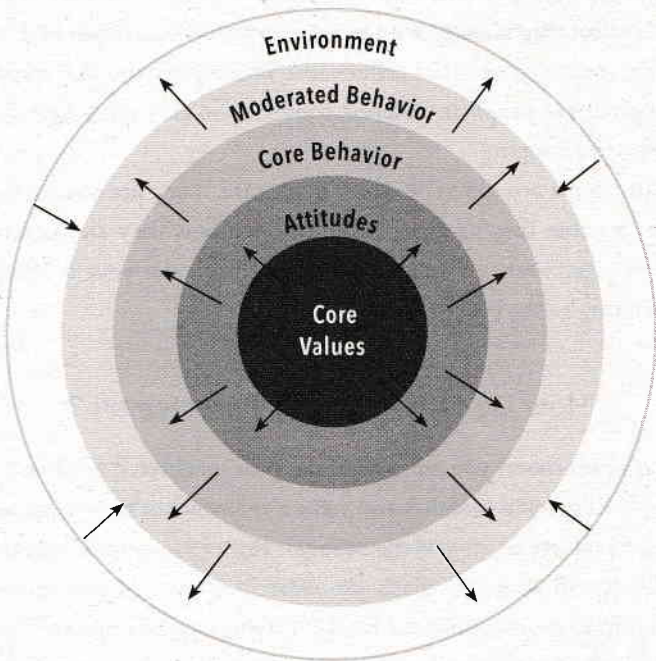 Environment
Moderated Behavior
Core Behavior
Attitudes
Core
Values